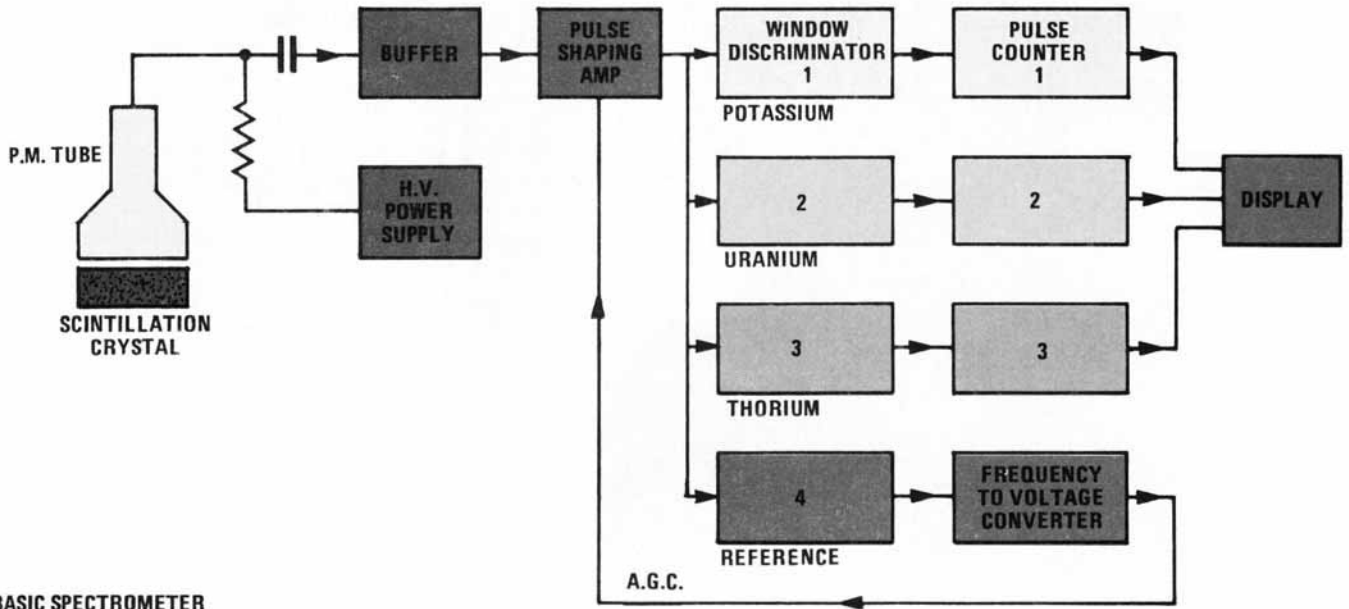 P.M. TUBE
SCINTILLATION
CRYSTAL
BUFFER
H.V.
POWER
SUPPLY
PULSE
SHAPING
AMP
WINDOW
DISCRIMINATOR
1
POTASSIUM
PULSE
COUNTER
1
2
URANIUM
2
DISPLAY
3
THORIUM
3
4
REFERENCE
FREQUENCY
TO VOLTAGE
CONVERTER
A.G.C.
BASIC SPECTROMETER